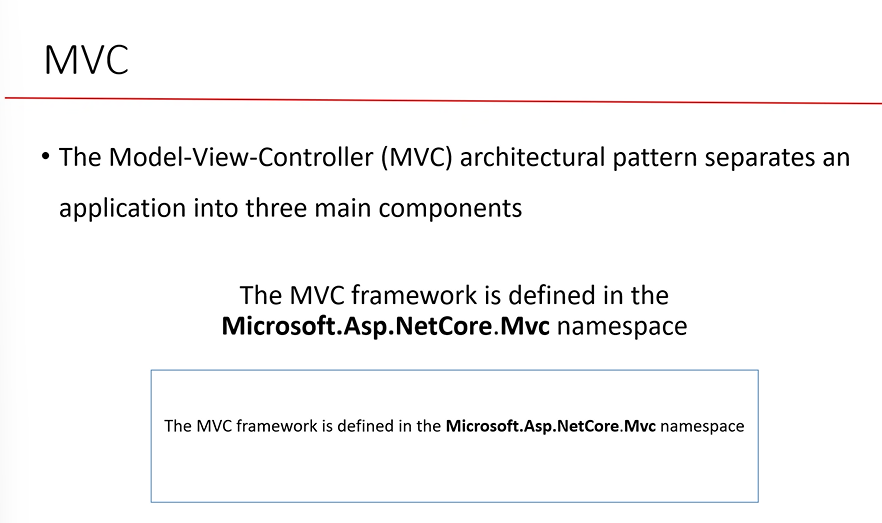 MVC
• The Model-View-Controller (MVC) architectural pattern separates an
application into three main components
The MVC framework is defined in the
Microsoft.Asp.NetCore.Mvc namespace
The MVC framework is defined in the Microsoft.Asp.NetCore.Mvc namespace